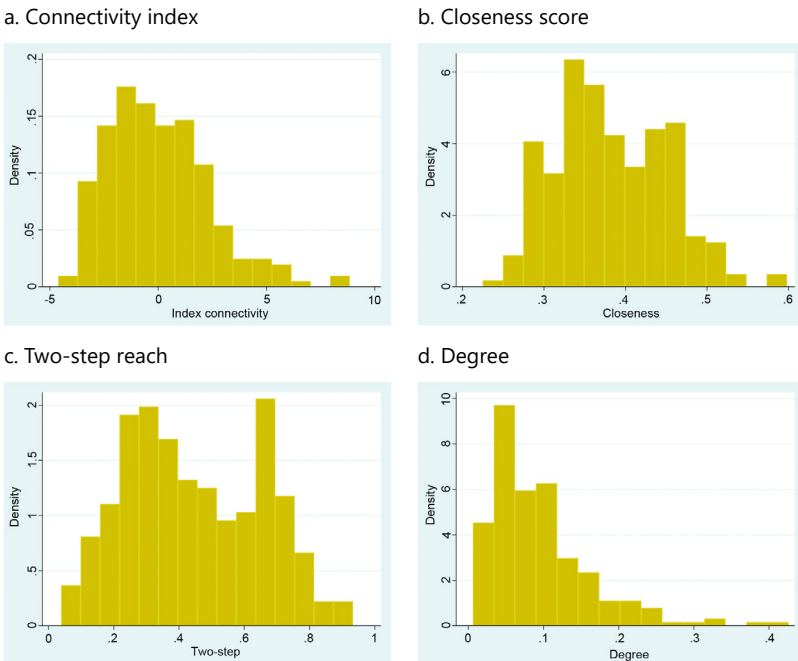 a. Connectivity index
Density
0 .05 .1 .15 .2
-5 0 5 10
Index connectivity
b. Closeness score
Density
0 2 4 6
.2 .3 .4 .5 .6
Closeness
c. Two-step reach
Density
0 .5 1 1.5 2
0 .2 .4 .6 .8 1
Two-step
d. Degree
Density
0 2 4 6 8 10
0 .1 .2 .3 .4
Degree